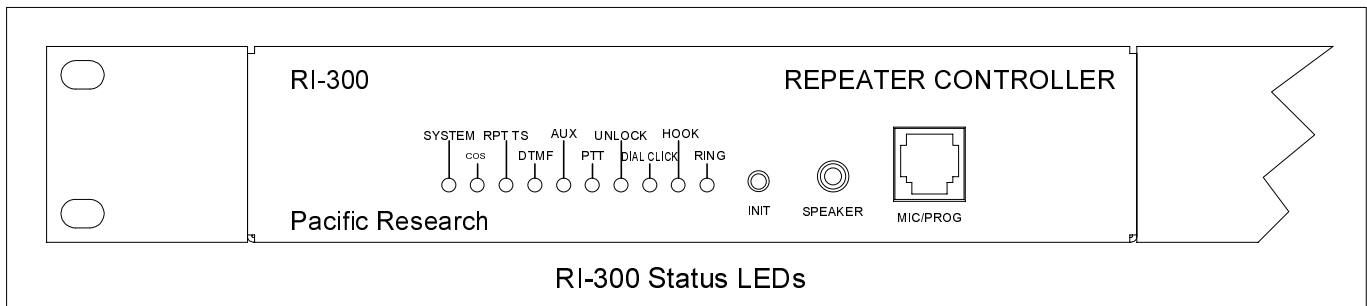 RI-300 REPEATER CONTROLLER
SYSTEM RPT TS AUX UNLOCK HOOK
COS DTMF PTT DIAL CLICK RING
INIT SPEAKER MIC/PROG
Pacific Research
RI-300 Status LEDs